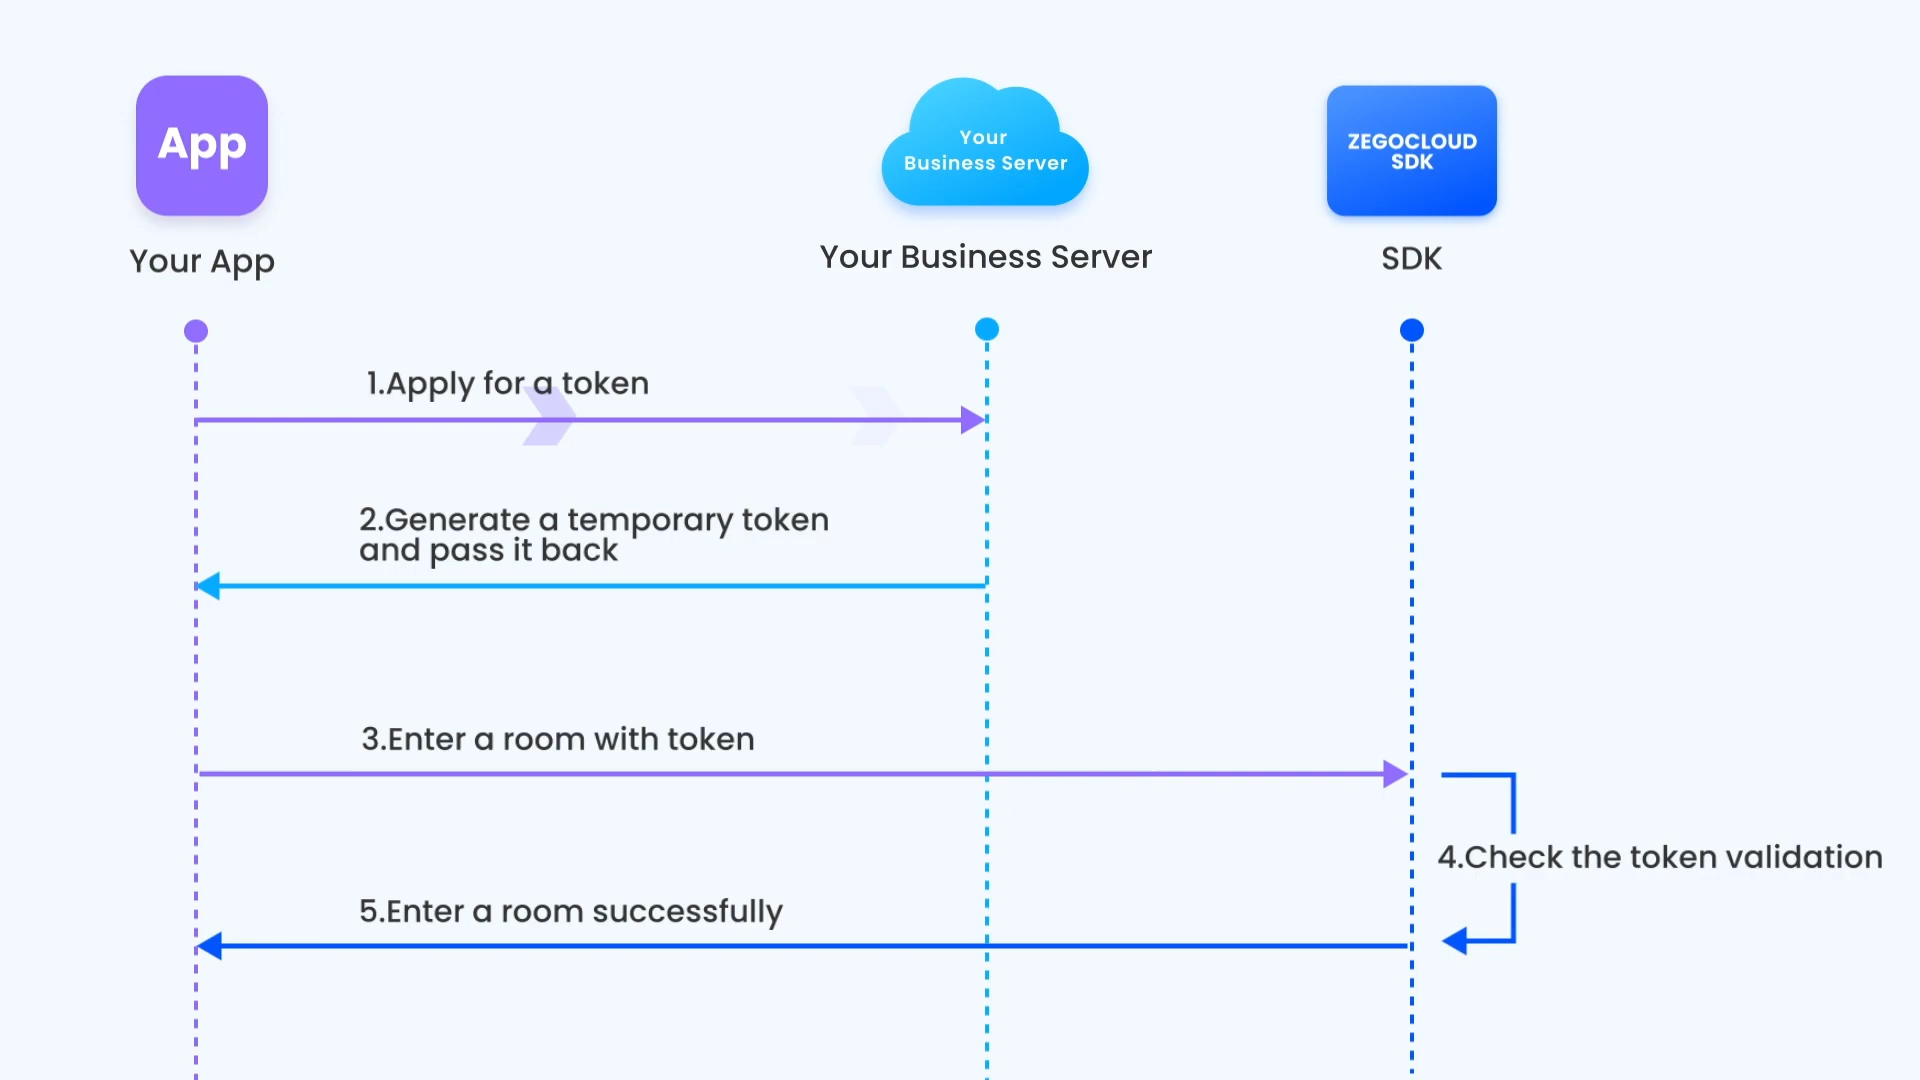 App
Your
Business Server
ZEGOCLOUD
SDK
Your App
Your Business Server
SDK
1.Apply for a token
2.Generate a temporary token
and pass it back
3.Enter a room with token
4.Check the token validation
5.Enter a room successfully